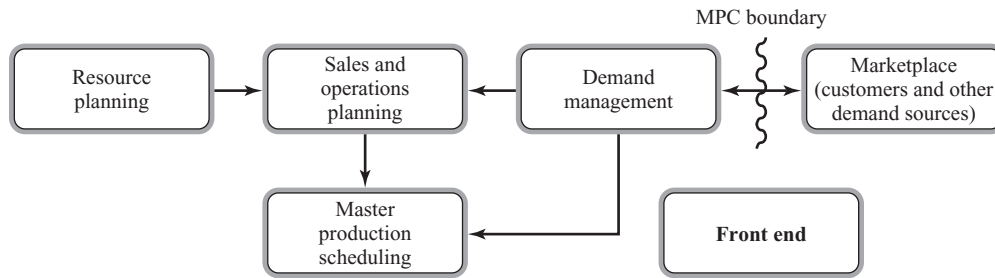 MPC boundary
Resource
planning
Sales and
operations
planning
Demand
management
Marketplace
(customers and other
demand sources)
Master
production
scheduling
Front end